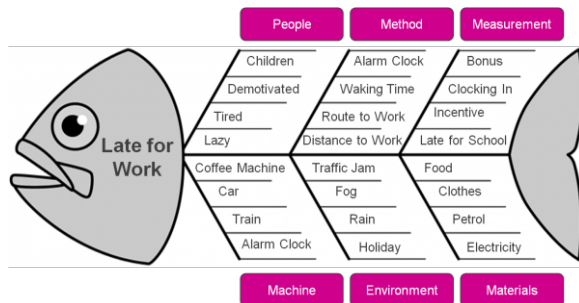 People
Method
Measurement
Children
Alarm Clock
Bonus
Demotivated
Waking Time
Clocking In
Tired
Route to Work
Incentive
Lazy
Distance to Work
Late for School
Late for
Work
Coffee Machine
Traffic Jam
Food
Car
Fog
Clothes
Train
Rain
Petrol
Alarm Clock
Holiday
Electricity
Machine
Environment
Materials